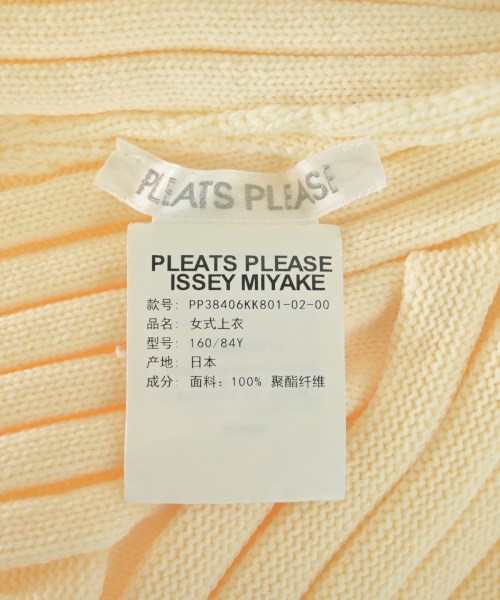 PLEATS PLEASE
PLEATS PLEASE
ISSEY MIYAKE
款号: PP38406KK801-02-00
品名: 女式上衣
型号: 160/84Y
产地: 日本
成分: 面料: 100% 聚酯纤维